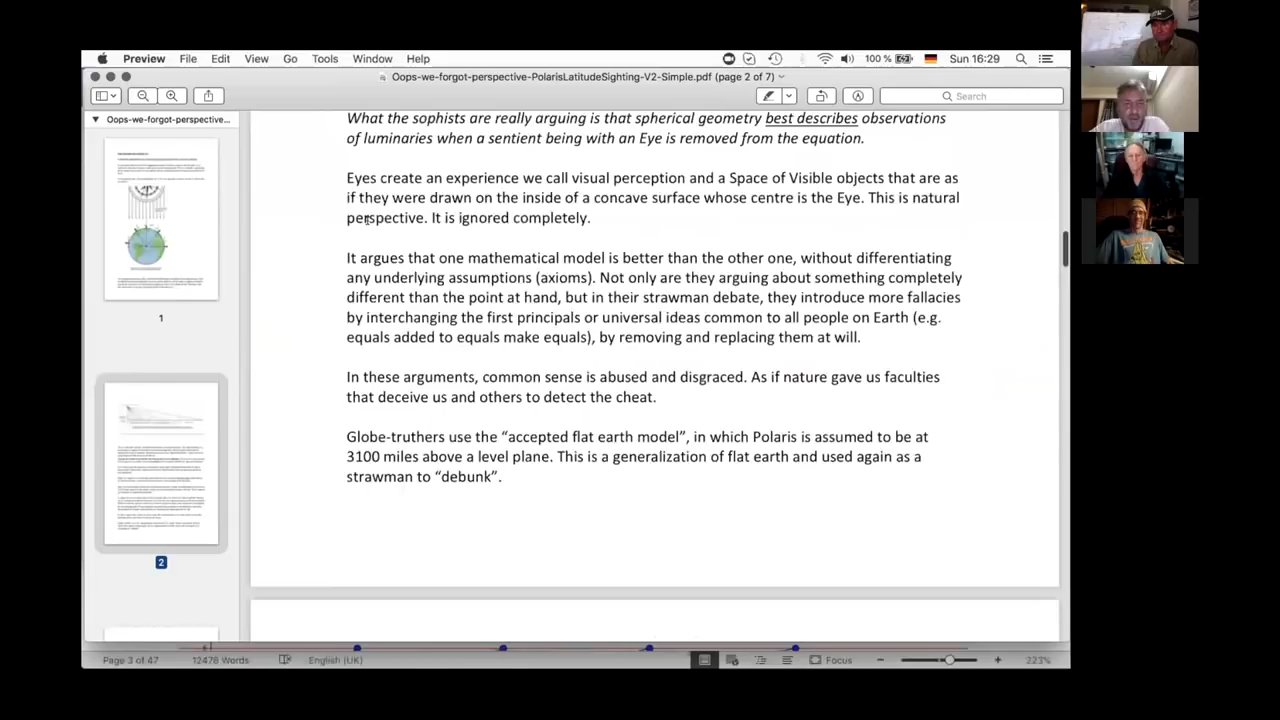 Preview File Edit View Go Tools Window Help 100 % Sun 16:29
Oops-we-forgot-perspective-PolarisLatitudeSighting-V2-Simple.pdf (page 2 of 7)
Search
Oops-we-forgot-perspective...
1
2
What the sophists are really arguing is that spherical geometry best describes observations
of luminaries when a sentient being with an Eye is removed from the equation.
Eyes create an experience we call visual perception and a Space of Visible objects that are as
if they were drawn on the inside of a concave surface whose centre is the Eye. This is natural
perspective. It is ignored completely.
It argues that one mathematical model is better than the other one, without differentiating
any underlying assumptions (axioms). Not only are they arguing about something completely
different than the point at hand, but in their strawman debate, they introduce more fallacies
by interchanging the first principals or universal ideas common to all people on Earth (e.g.
equals added to equals make equals), by removing and replacing them at will.
In these arguments, common sense is abused and disgraced. As if nature gave us faculties
that deceive us and others to detect the cheat.
Globe-truthers use the “accepted flat earth model”, in which Polaris is assumed to be at
3100 miles above a level plane. This is a generalization of flat earth and used again as a
strawman to “debunk”.
Page 3 of 47 12478 Words English (UK) Focus 223%